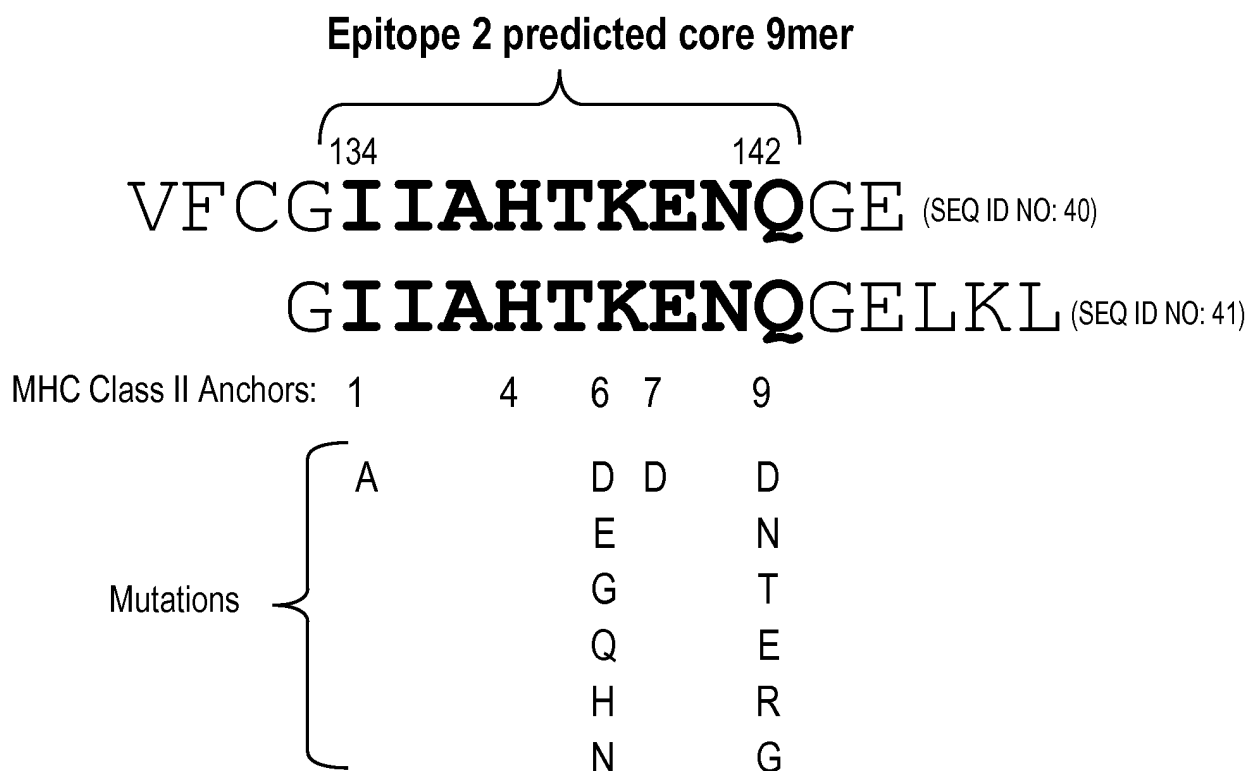 Epitope 2 predicted core 9mer
134 142
VFCGIIAHTKENQGE (SEQ ID NO: 40)
GIIAHTKENQGELKL (SEQ ID NO: 41)
MHC Class II Anchors: 1 4 6 7 9
A D D D
E N
G T
Mutations
Q E
H R
N G